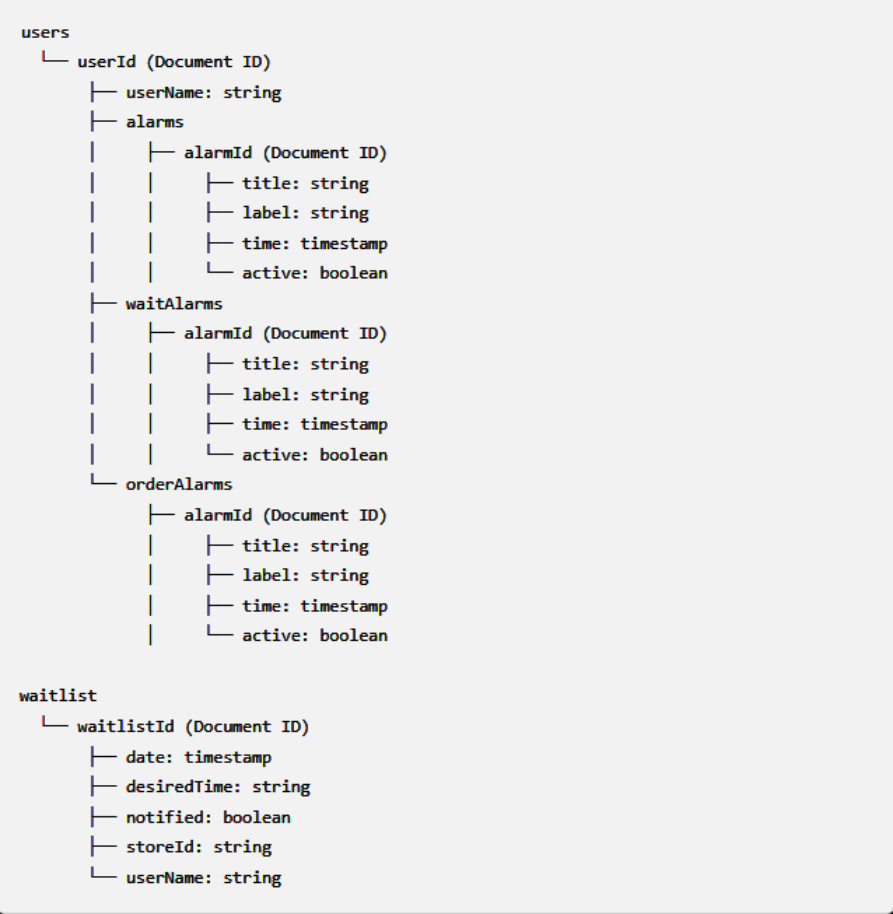 users
└── userId (Document ID)
├── userName: string
├── alarms
│ ├── alarmId (Document ID)
│ │ ├── title: string
│ │ ├── label: string
│ │ ├── time: timestamp
│ │ └── active: boolean
├── waitAlarms
│ ├── alarmId (Document ID)
│ │ ├── title: string
│ │ ├── label: string
│ │ ├── time: timestamp
│ │ └── active: boolean
└── orderAlarms
├── alarmId (Document ID)
│ ├── title: string
│ ├── label: string
│ ├── time: timestamp
│ └── active: boolean
waitlist
└── waitlistId (Document ID)
├── date: timestamp
├── desiredTime: string
├── notified: boolean
├── storeId: string
└── userName: string